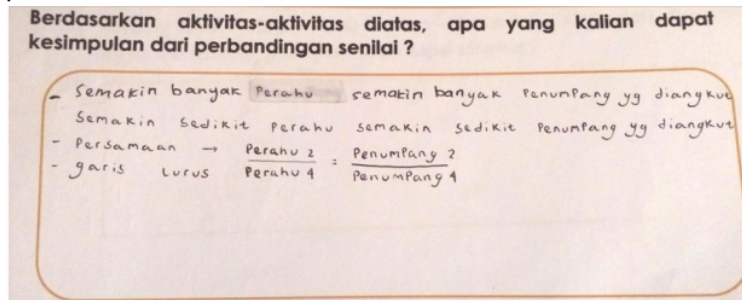 Berdasarkan aktivitas-aktivitas diatas, apa yang kalian dapat
kesimpulan dari perbandingan senilai ?
- Semakin banyak Perahu semakin banyak Penumpang yg diangkut
Semakin sedikit perahu semakin sedikit Penumpang yg diangkut
- Persamaan → Perahu 2 = Penumpang 2
- garis Lurus Perahu 4 Penumpang 4